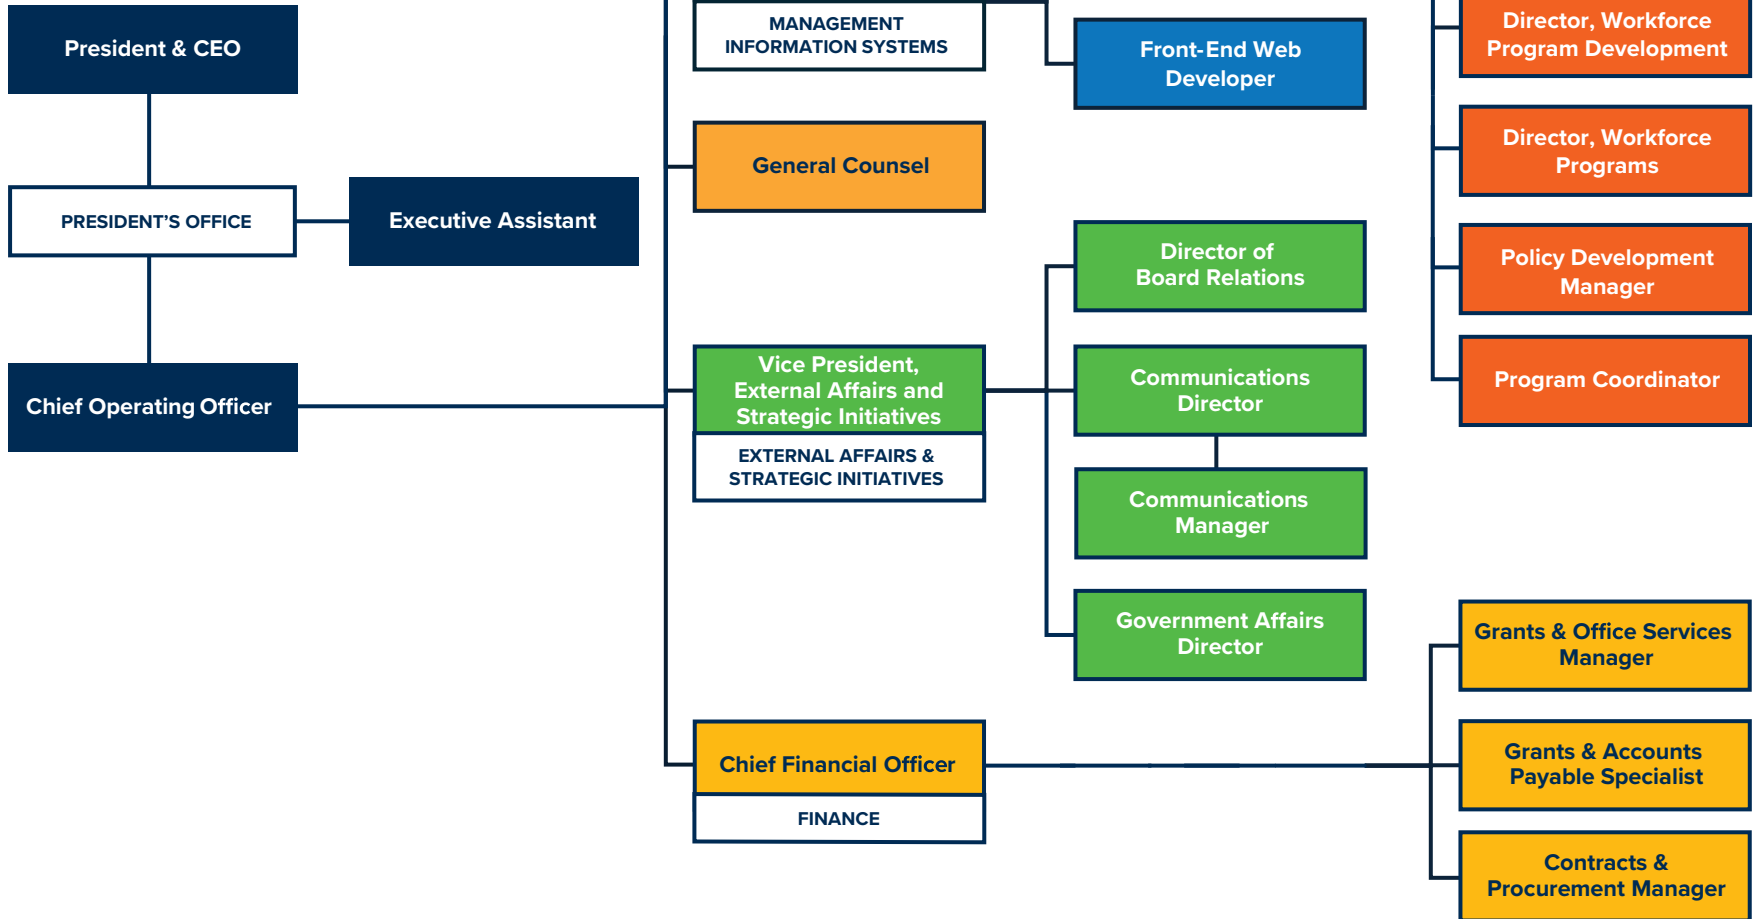 President & CEO
PRESIDENT'S OFFICE
Executive Assistant
Chief Operating Officer
MANAGEMENT
INFORMATION SYSTEMS
General Counsel
Vice President,
External Affairs and
Strategic Initiatives
EXTERNAL AFFAIRS &
STRATEGIC INITIATIVES
Chief Financial Officer
FINANCE
Front-End Web
Developer
Director of
Board Relations
Communications
Director
Communications
Manager
Government Affairs
Director
Director, Workforce
Program Development
Director, Workforce
Programs
Policy Development
Manager
Program Coordinator
Grants & Office Services
Manager
Grants & Accounts
Payable Specialist
Contracts &
Procurement Manager